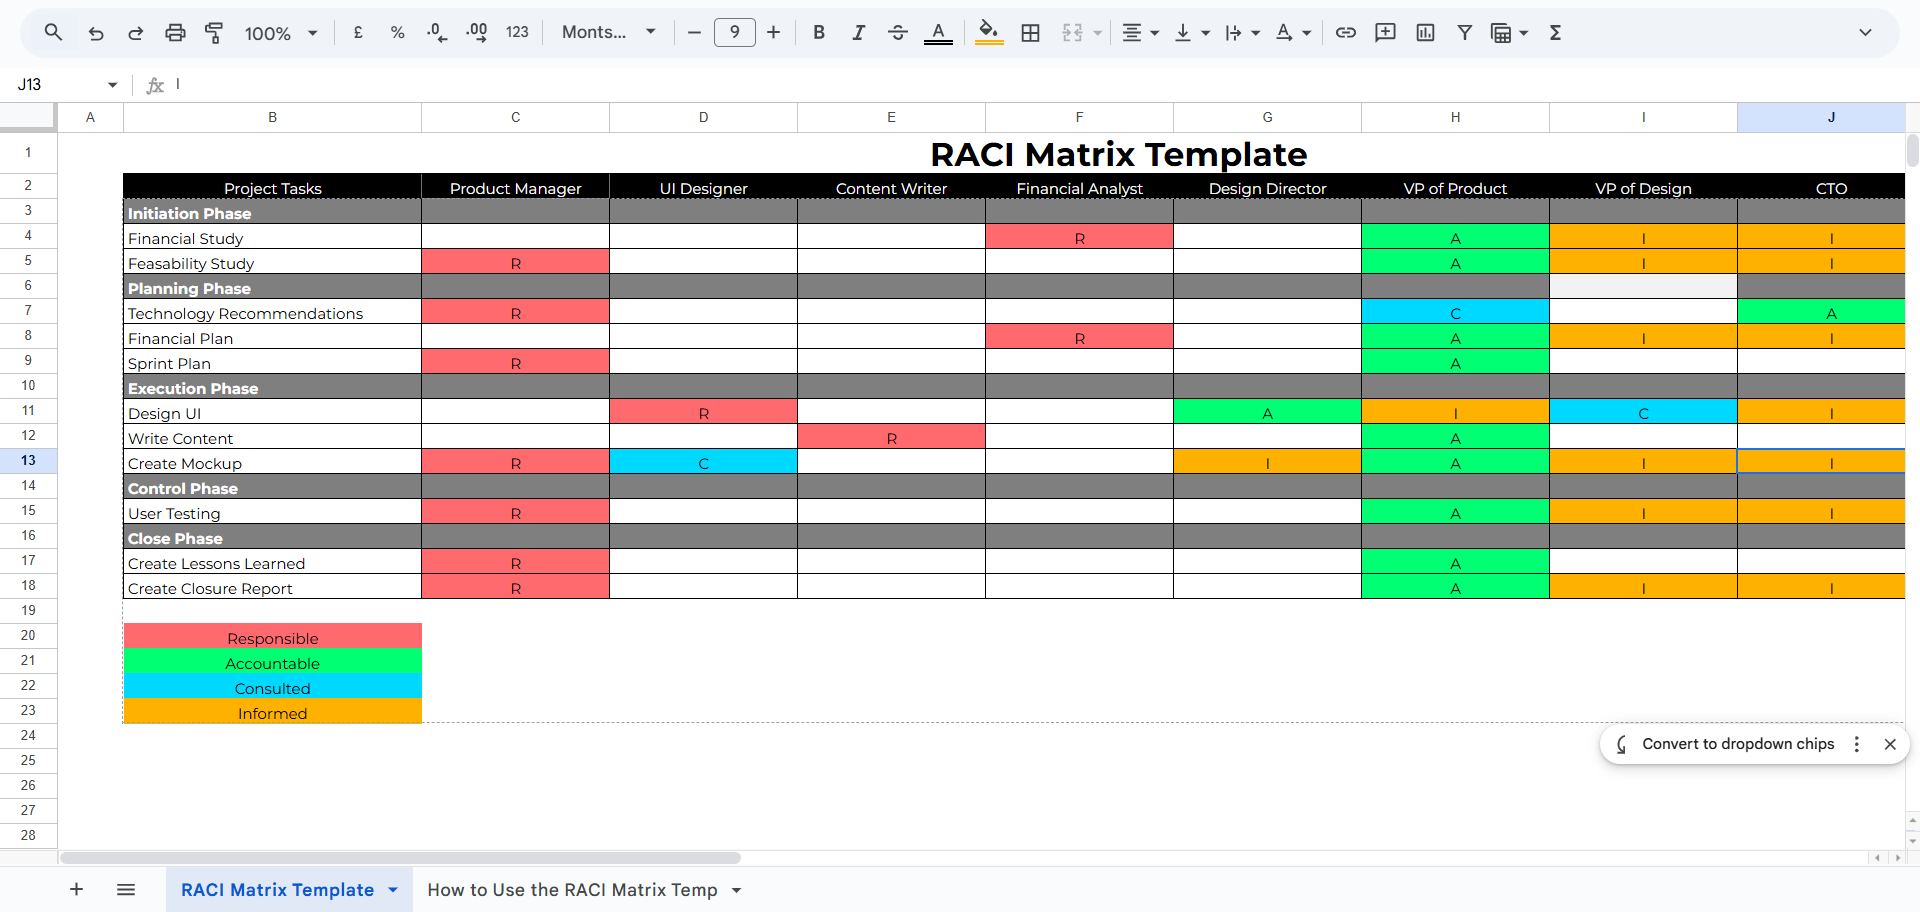 100% £ % .0 .00 123 Monts... 9 B I A A Σ
J13 fx I
A B C D E F G H I J
1 RACI Matrix Template
2 Project Tasks Product Manager UI Designer Content Writer Financial Analyst Design Director VP of Product VP of Design CTO
3 Initiation Phase
4 Financial Study R A I I
5 Feasability Study R A I I
6 Planning Phase
7 Technology Recommendations R C A
8 Financial Plan R A I I
9 Sprint Plan R A
10 Execution Phase
11 Design UI R A I C I
12 Write Content R A
13 Create Mockup R C I A I I
14 Control Phase
15 User Testing R A I I
16 Close Phase
17 Create Lessons Learned R A
18 Create Closure Report R A I I
19
20 Responsible
21 Accountable
22 Consulted
23 Informed
24
Convert to dropdown chips
25
26
27
28
RACI Matrix Template How to Use the RACI Matrix Temp